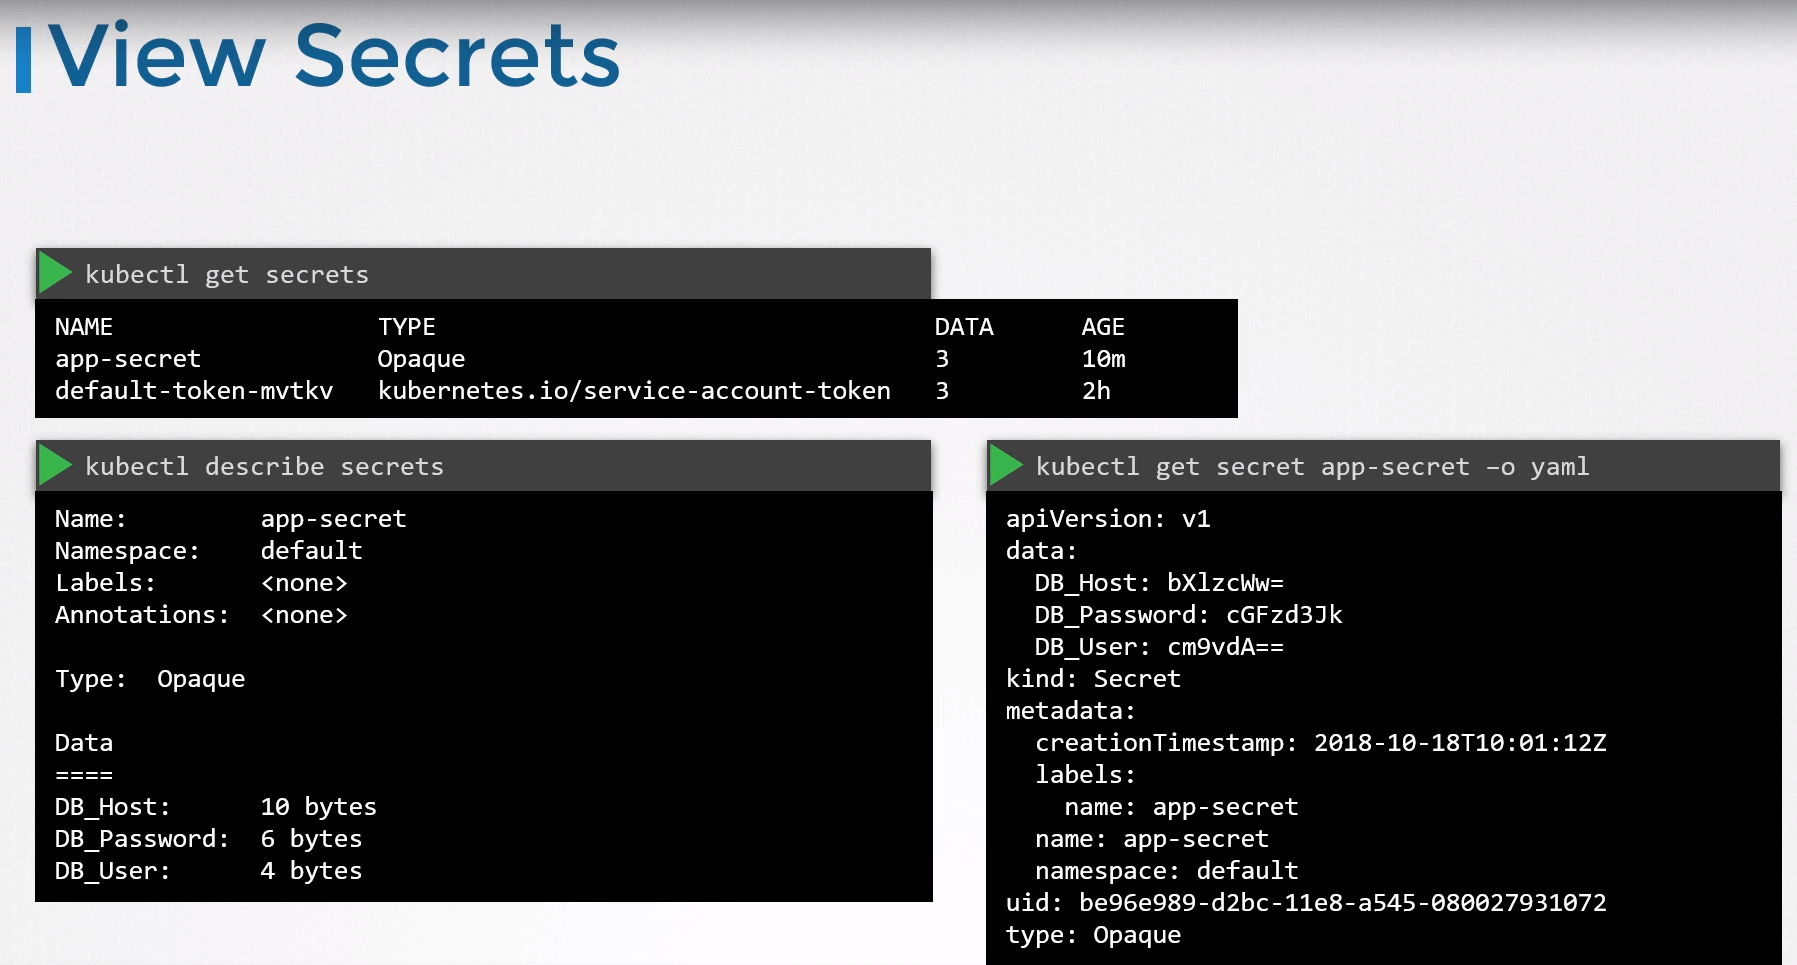 View Secrets
kubectl get secrets
NAME TYPE DATA AGE
app-secret Opaque 3 10m
default-token-mvtkv kubernetes.io/service-account-token 3 2h
kubectl describe secrets
Name: app-secret
Namespace: default
Labels: <none>
Annotations: <none>
Type: Opaque
Data
====
DB_Host: 10 bytes
DB_Password: 6 bytes
DB_User: 4 bytes
kubectl get secret app-secret –o yaml
apiVersion: v1
data:
DB_Host: bXlzcWw=
DB_Password: cGFzd3Jk
DB_User: cm9vdA==
kind: Secret
metadata:
creationTimestamp: 2018-10-18T10:01:12Z
labels:
name: app-secret
name: app-secret
namespace: default
uid: be96e989-d2bc-11e8-a545-080027931072
type: Opaque